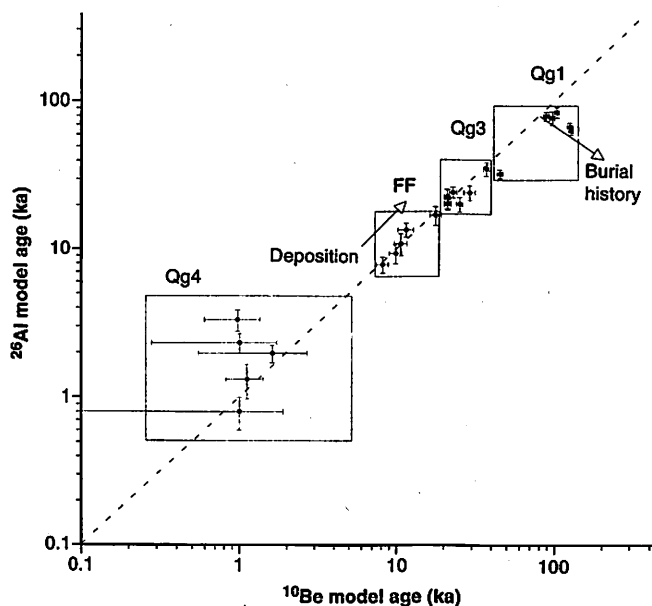 Qg1
100
Qg3
Burial
history
FF
10
Deposition
Qg4
1
0.1
0.1
1
10
100
²⁶Al model age (ka)
¹⁰Be model age (ka)